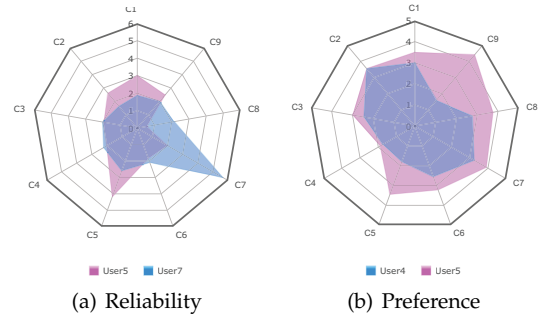 C1
C2
C9
C3
C8
C4
C7
C5
C6
6
5
4
3
2
1
0
User5
User7
(a) Reliability
C1
C2
C9
C3
C8
C4
C7
C5
C6
5
4
3
2
1
0
User4
User5
(b) Preference